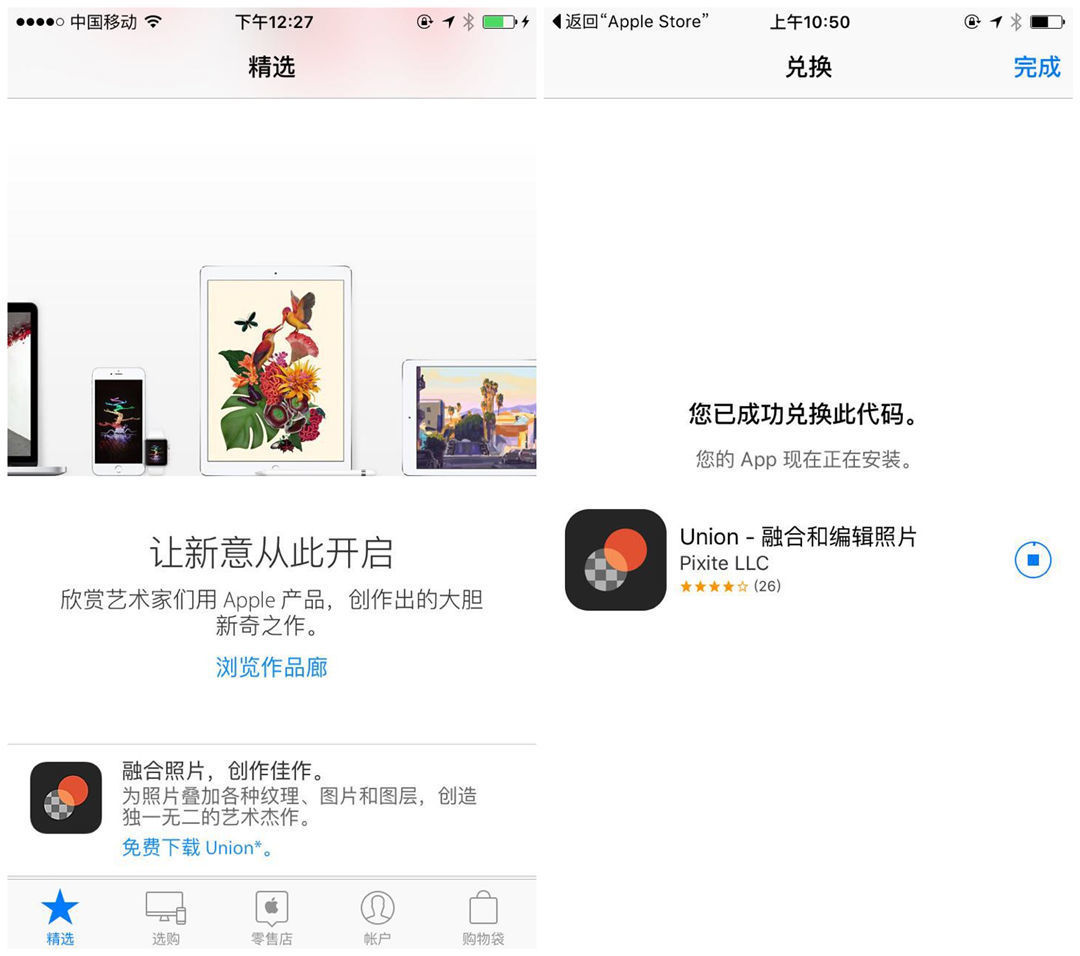 中国移动
下午12:27
精选
让新意从此开启
欣赏艺术家们用 Apple 产品，创作出的大胆
新奇之作。
浏览作品廊
融合照片，创作佳作。
为照片叠加各种纹理、图片和图层，创造
独一无二的艺术杰作。
免费下载 Union*。
精选
选购
零售店
帐户
购物袋
返回“Apple Store”
上午10:50
兑换
完成
您已成功兑换此代码。
您的 App 现在正在安装。
Union - 融合和编辑照片
Pixite LLC
★★★★☆ (26)